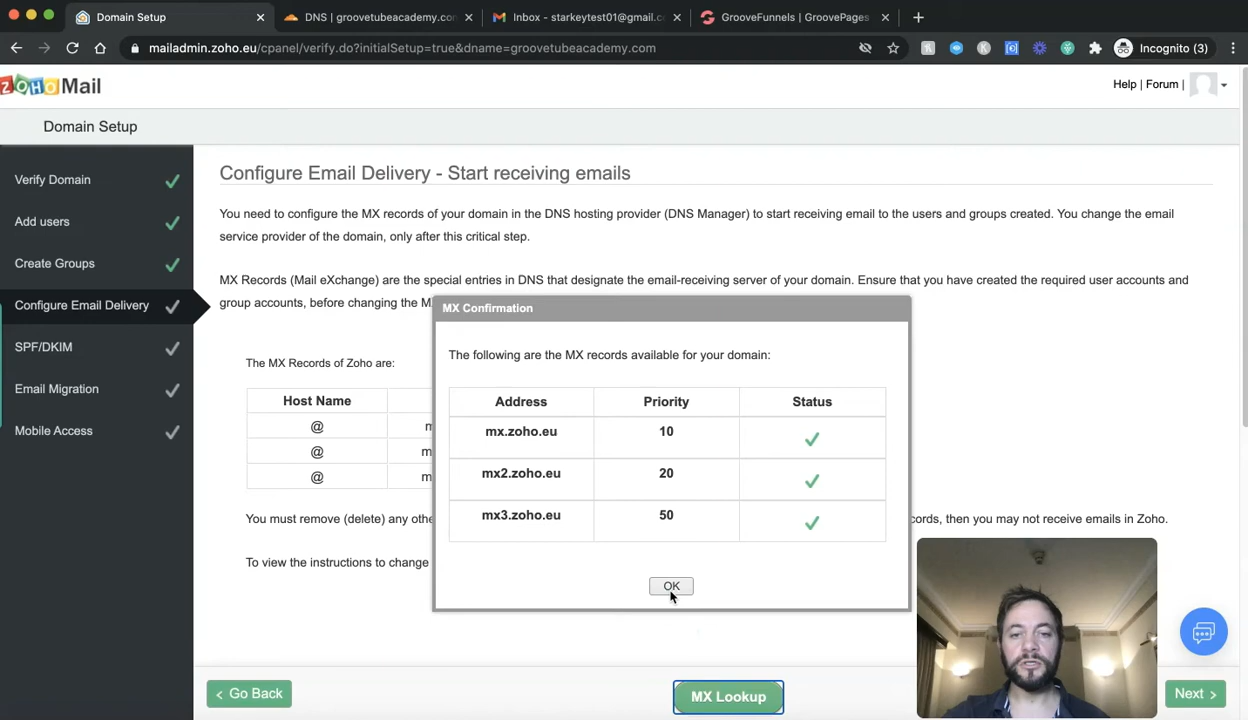 Domain Setup
DNS | groovetubeacademy.co
Inbox - starkeytest01@gmail.c
GrooveFunnels | GroovePages
mailadmin.zoho.eu/cpanel/verify.do?initialSetup=true&dname=groovetubeacademy.com
Incognito (3)
ZOHO Mail
Help | Forum |
Domain Setup
Verify Domain
Add users
Create Groups
Configure Email Delivery
SPF/DKIM
Email Migration
Mobile Access
Configure Email Delivery - Start receiving emails
You need to configure the MX records of your domain in the DNS hosting provider (DNS Manager) to start receiving email to the users and groups created. You change the email
service provider of the domain, only after this critical step.
MX Records (Mail eXchange) are the special entries in DNS that designate the email-receiving server of your domain. Ensure that you have created the required user accounts and
group accounts, before changing the M
The MX Records of Zoho are:
Host Name
@ m
@ m
@ m
You must remove (delete) any othe
cords, then you may not receive emails in Zoho.
To view the instructions to change
MX Confirmation
The following are the MX records available for your domain:
Address Priority Status
mx.zoho.eu 10
mx2.zoho.eu 20
mx3.zoho.eu 50
OK
< Go Back
MX Lookup
Next >